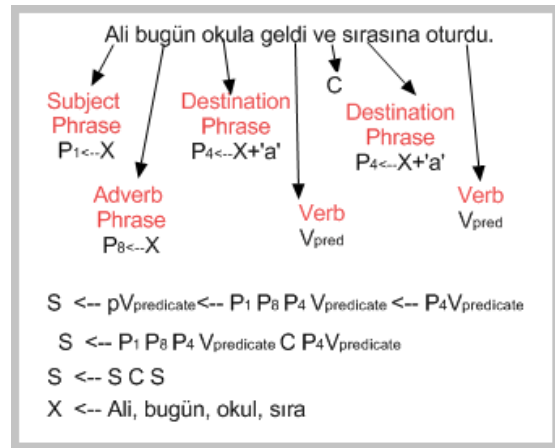 Ali bugün okula geldi ve sırasına oturdu.
C
Subject Phrase
P1<--X
Destination Phrase
P4<--X+'a'
Destination Phrase
P4<--X+'a'
Adverb Phrase
P8<--X
Verb
Vpred
Verb
Vpred
S <-- pVpredicate<-- P1 P8 P4 Vpredicate <-- P4Vpredicate
S <-- P1 P8 P4 Vpredicate C P4Vpredicate
S <-- S C S
X <-- Ali, bugün, okul, sıra